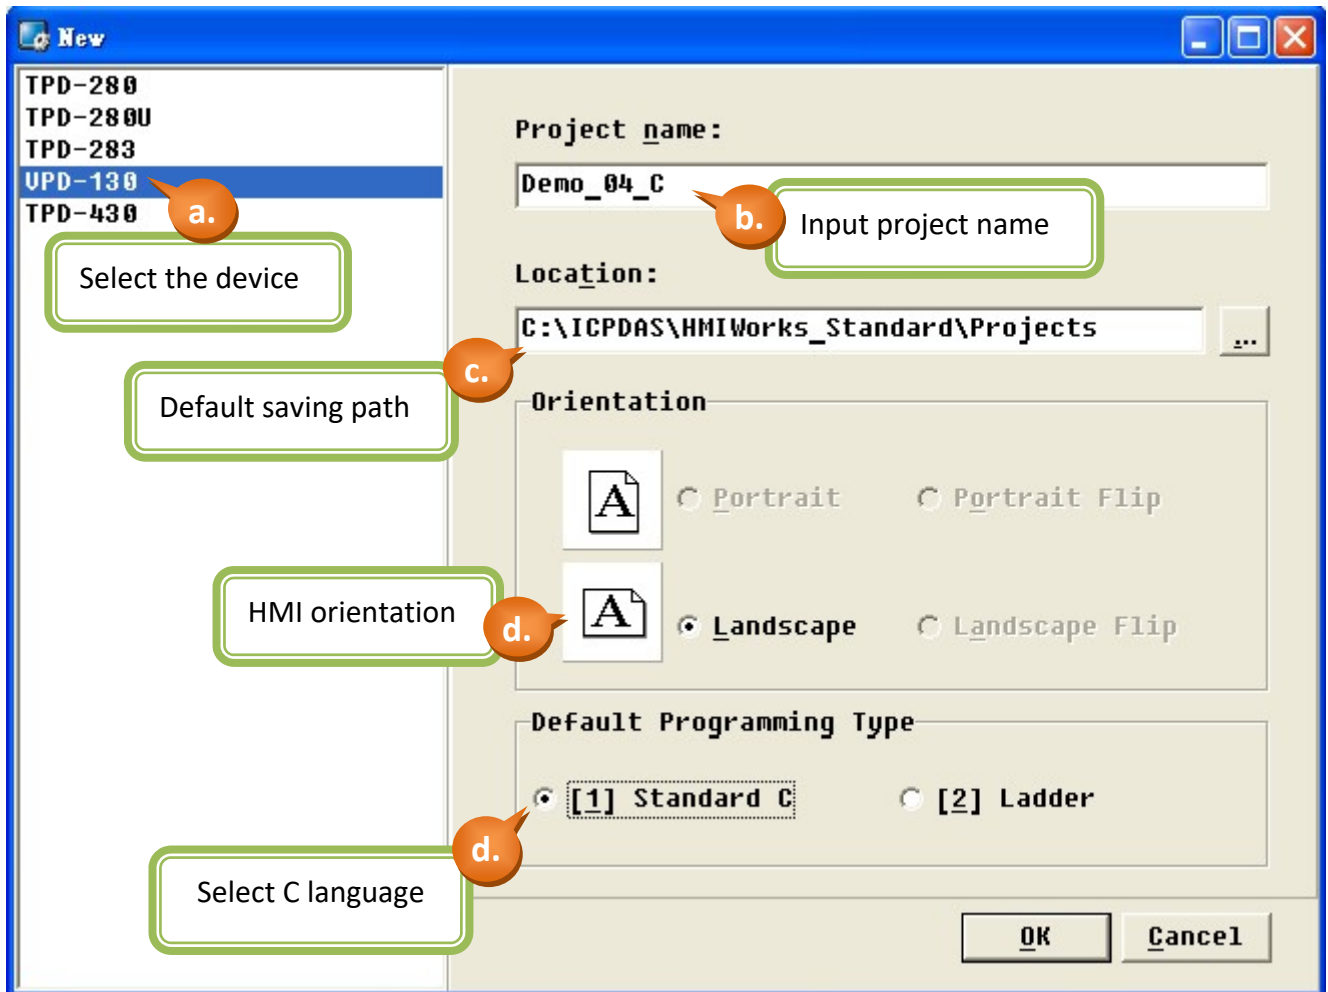 New
TPD-280
TPD-280U
TPD-283
VPD-130
TPD-430
a.
Select the device
Project name:
Demo_04_C
b.
Input project name
Location:
C:\ICPDAS\HMIWorks_Standard\Projects
...
c.
Default saving path
Orientation
A
Portrait
Portrait Flip
HMI orientation
d.
A
Landscape
Landscape Flip
Default Programming Type
[1] Standard C
[2] Ladder
d.
Select C language
OK
Cancel